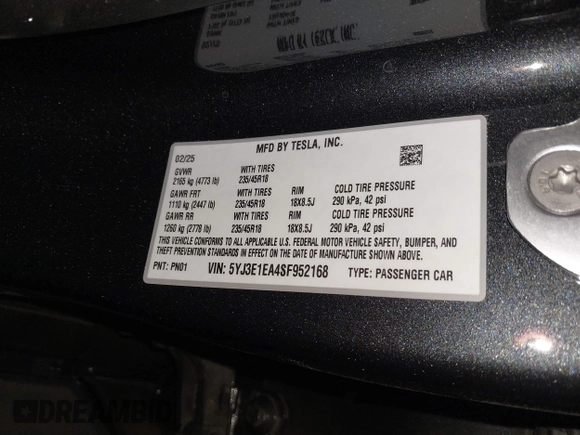 MFD BY TESLA, INC.
02/25
GVWR WITH TIRES
2165 kg (4773 lb) 235/45R18
GAWR FRT WITH TIRES RIM COLD TIRE PRESSURE
1110 kg (2447 lb) 235/45R18 18X8.5J 290 kPa, 42 psi
GAWR RR WITH TIRES RIM COLD TIRE PRESSURE
1260 kg (2778 lb) 235/45R18 18X8.5J 290 kPa, 42 psi
THIS VEHICLE CONFORMS TO ALL APPLICABLE U.S. FEDERAL MOTOR VEHICLE SAFETY, BUMPER, AND
THEFT PREVENTION STANDARDS IN EFFECT ON THE DATE OF MANUFACTURE SHOWN ABOVE.
PNT: PN01 VIN: 5YJ3E1EA4SF952168 TYPE: PASSENGER CAR
DREAMBID